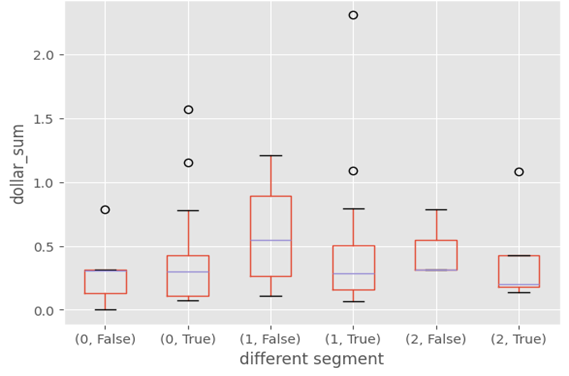 2.0
1.5
1.0
0.5
0.0
dollar_sum
(0, False) (0, True) (1, False) (1, True) (2, False) (2, True)
different segment